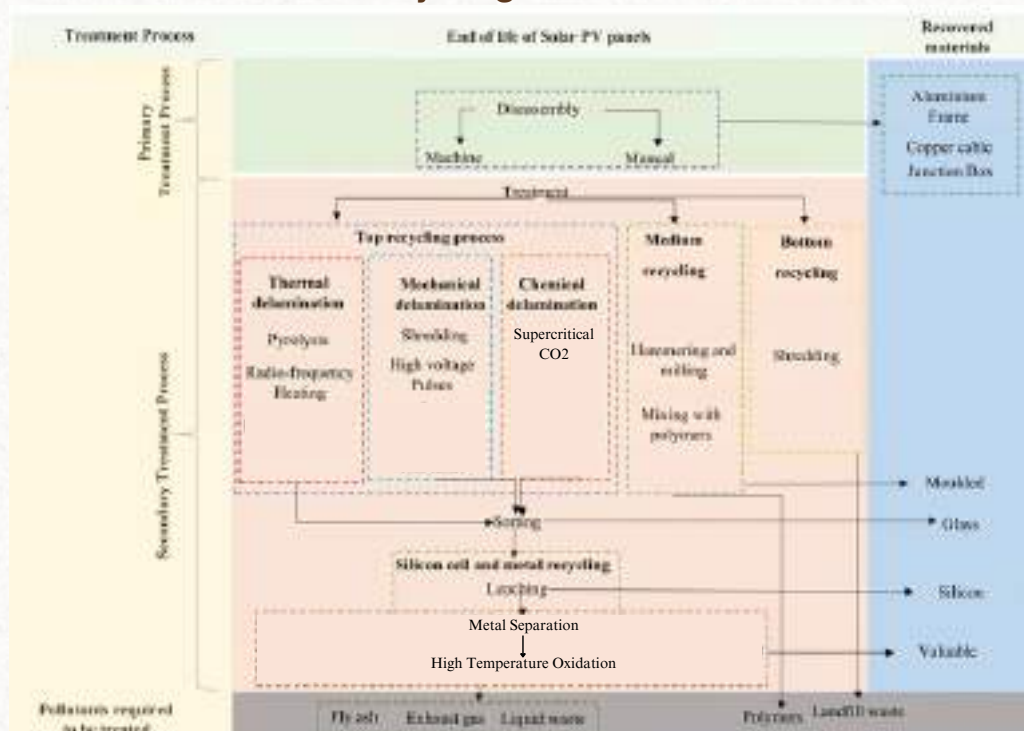 Treatment Process
End of life of Solar PV panels
Recovered
materials
Primary
Treatment Process
Disassembly
Machine
Manual
Aluminium
Frame
Copper cable
Junction Box
Treatment
Secondary Treatment Process
Top recycling process
Thermal
delamination
Pyrolysis
Radio-frequency
Heating
Mechanical
delamination
Shredding
High voltage
Pulses
Chemical
delamination
Supercritical
CO2
Medium
recycling
Hammering and
milling
Mixing with
polymers
Bottom
recycling
Shredding
Moulded
Sorting
Glass
Silicon cell and metal recycling
Leaching
Silicon
Metal Separation
High Temperature Oxidation
Valuable
Pollutants required
to be treated
Fly ash
Exhaust gas
Liquid waste
Polymers
Landfill waste